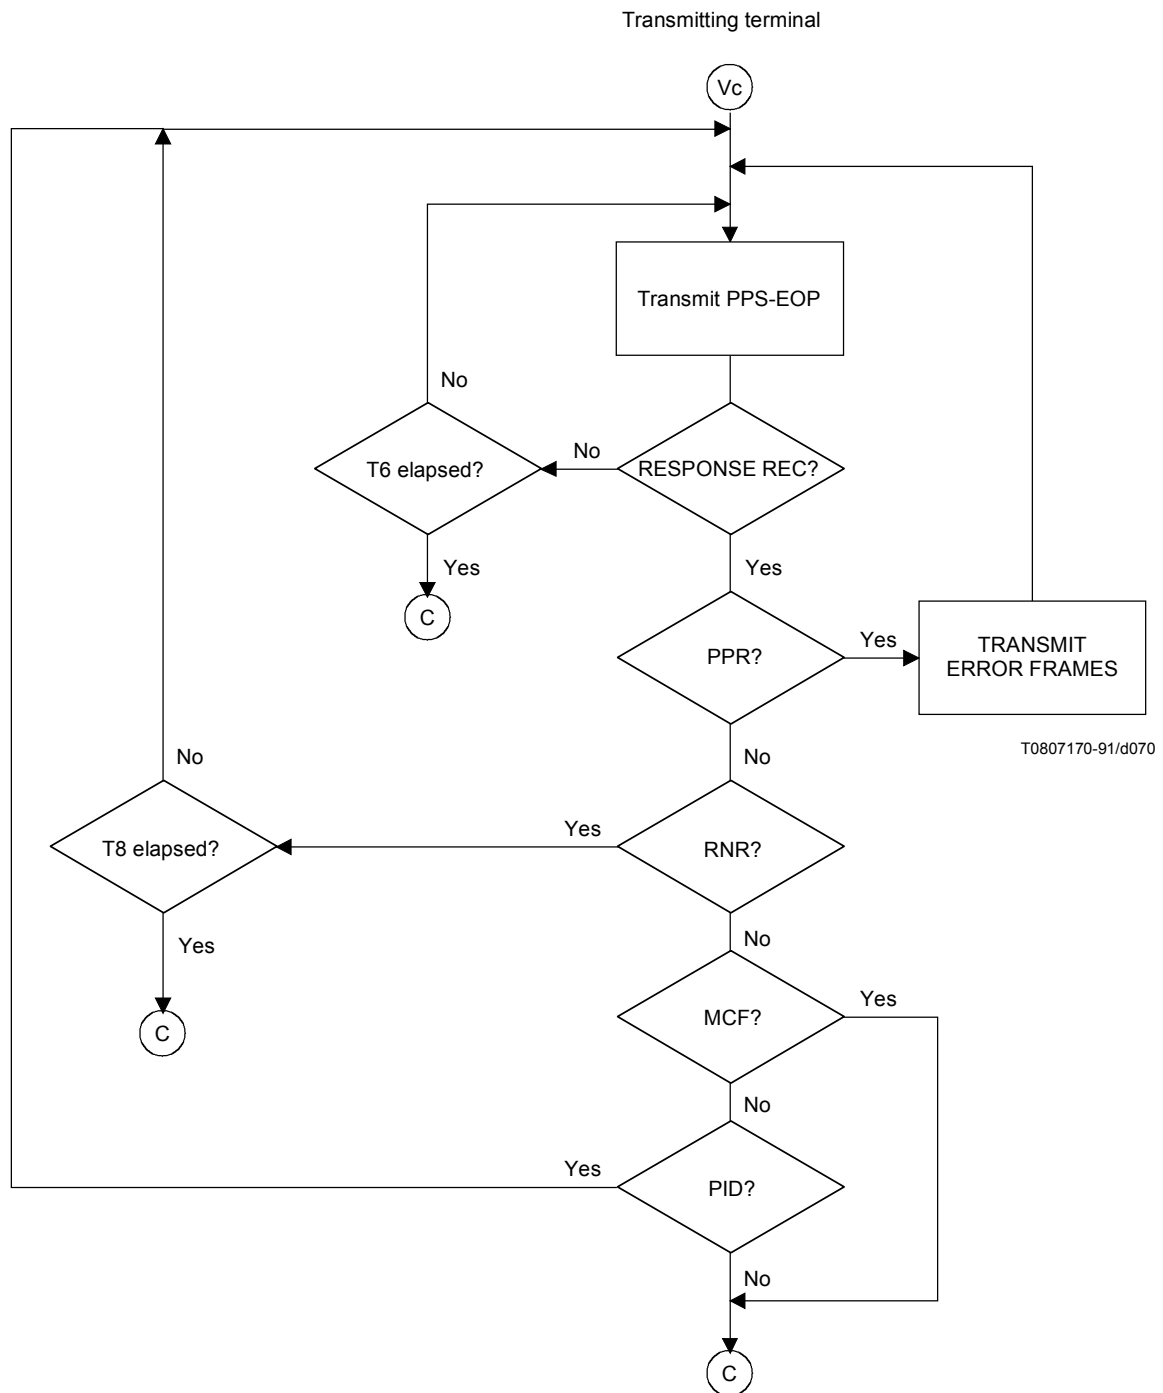 Transmitting terminal
Vc
Transmit PPS-EOP
No
T6 elapsed?
No
RESPONSE REC?
Yes
C
Yes
PPR?
Yes
TRANSMIT
ERROR FRAMES
T0807170-91/d070
No
No
T8 elapsed?
Yes
RNR?
Yes
C
No
MCF?
Yes
No
Yes
PID?
No
C